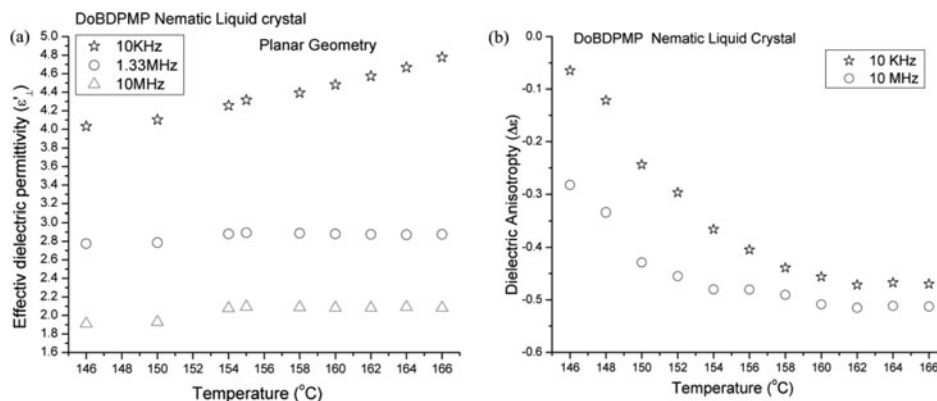 DoBDPMP Nematic Liquid crystal
(a)
5.0
4.8
4.6
4.4
4.2
4.0
3.8
3.6
3.4
3.2
3.0
2.8
2.6
2.4
2.2
2.0
1.8
1.6
Effectiv dielectric permittivity (ε'⊥)
10KHz
1.33MHz
10MHz
Planar Geometry
146 148 150 152 154 156 158 160 162 164 166
Temperature (°C)
(b)
0.0
-0.1
-0.2
-0.3
-0.4
-0.5
-0.6
Dielectric Anisotropty (Δε)
DoBDPMP Nematic Liquid Crystal
10 KHz
10 MHz
146 148 150 152 154 156 158 160 162 164 166
Temperature (°C)